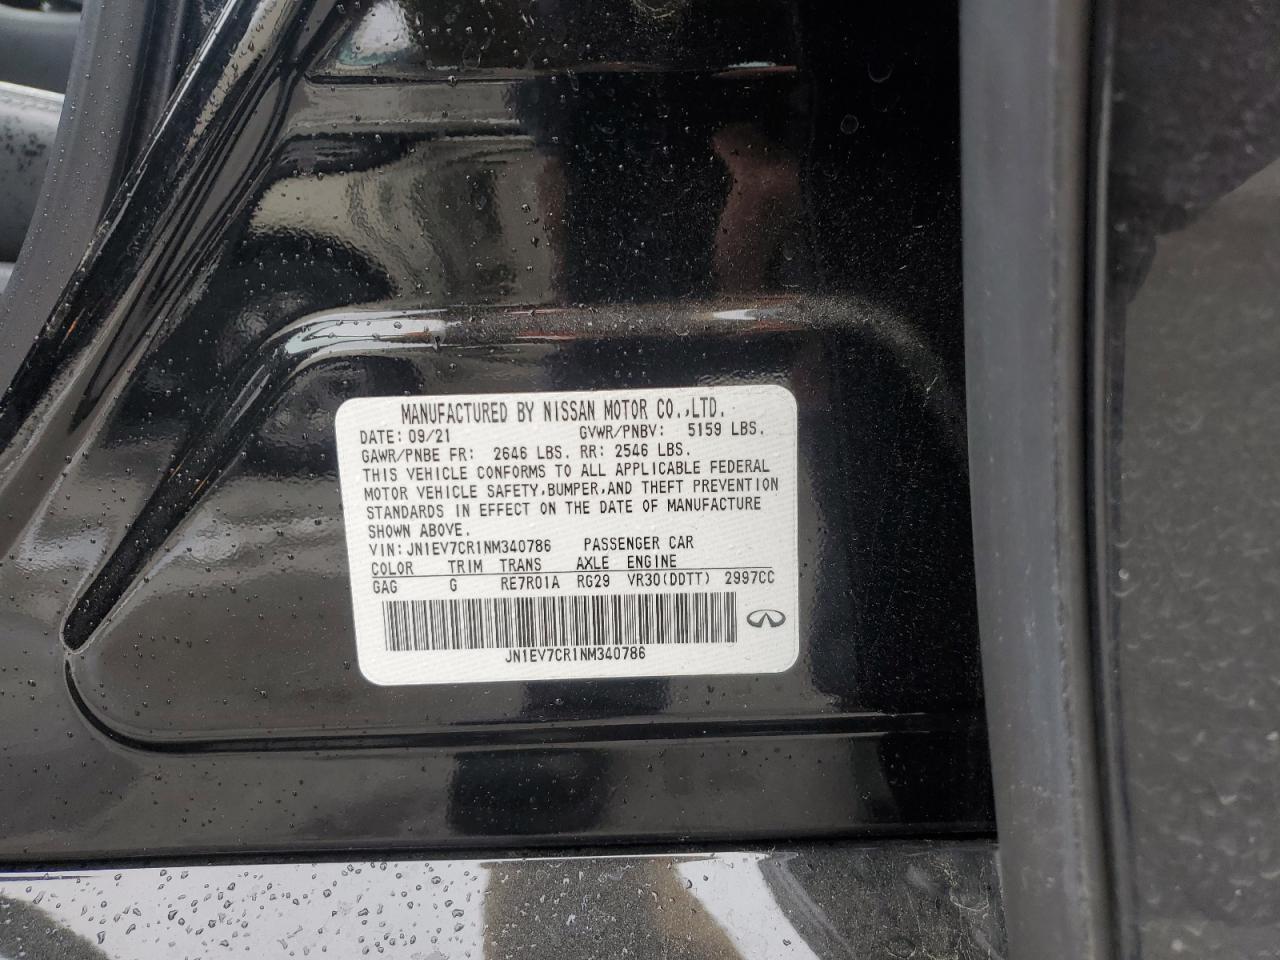 MANUFACTURED BY NISSAN MOTOR CO.,LTD.
DATE: 09/21 GVWR/PNBV: 5159 LBS.
GAWR/PNBE FR: 2646 LBS. RR: 2546 LBS.
THIS VEHICLE CONFORMS TO ALL APPLICABLE FEDERAL
MOTOR VEHICLE SAFETY,BUMPER,AND THEFT PREVENTION
STANDARDS IN EFFECT ON THE DATE OF MANUFACTURE
SHOWN ABOVE.
VIN: JN1EV7CR1NM340786 PASSENGER CAR
COLOR TRIM TRANS AXLE ENGINE
GAG G RE7R01A RG29 VR30(DDTT) 2997CC
JN1EV7CR1NM340786